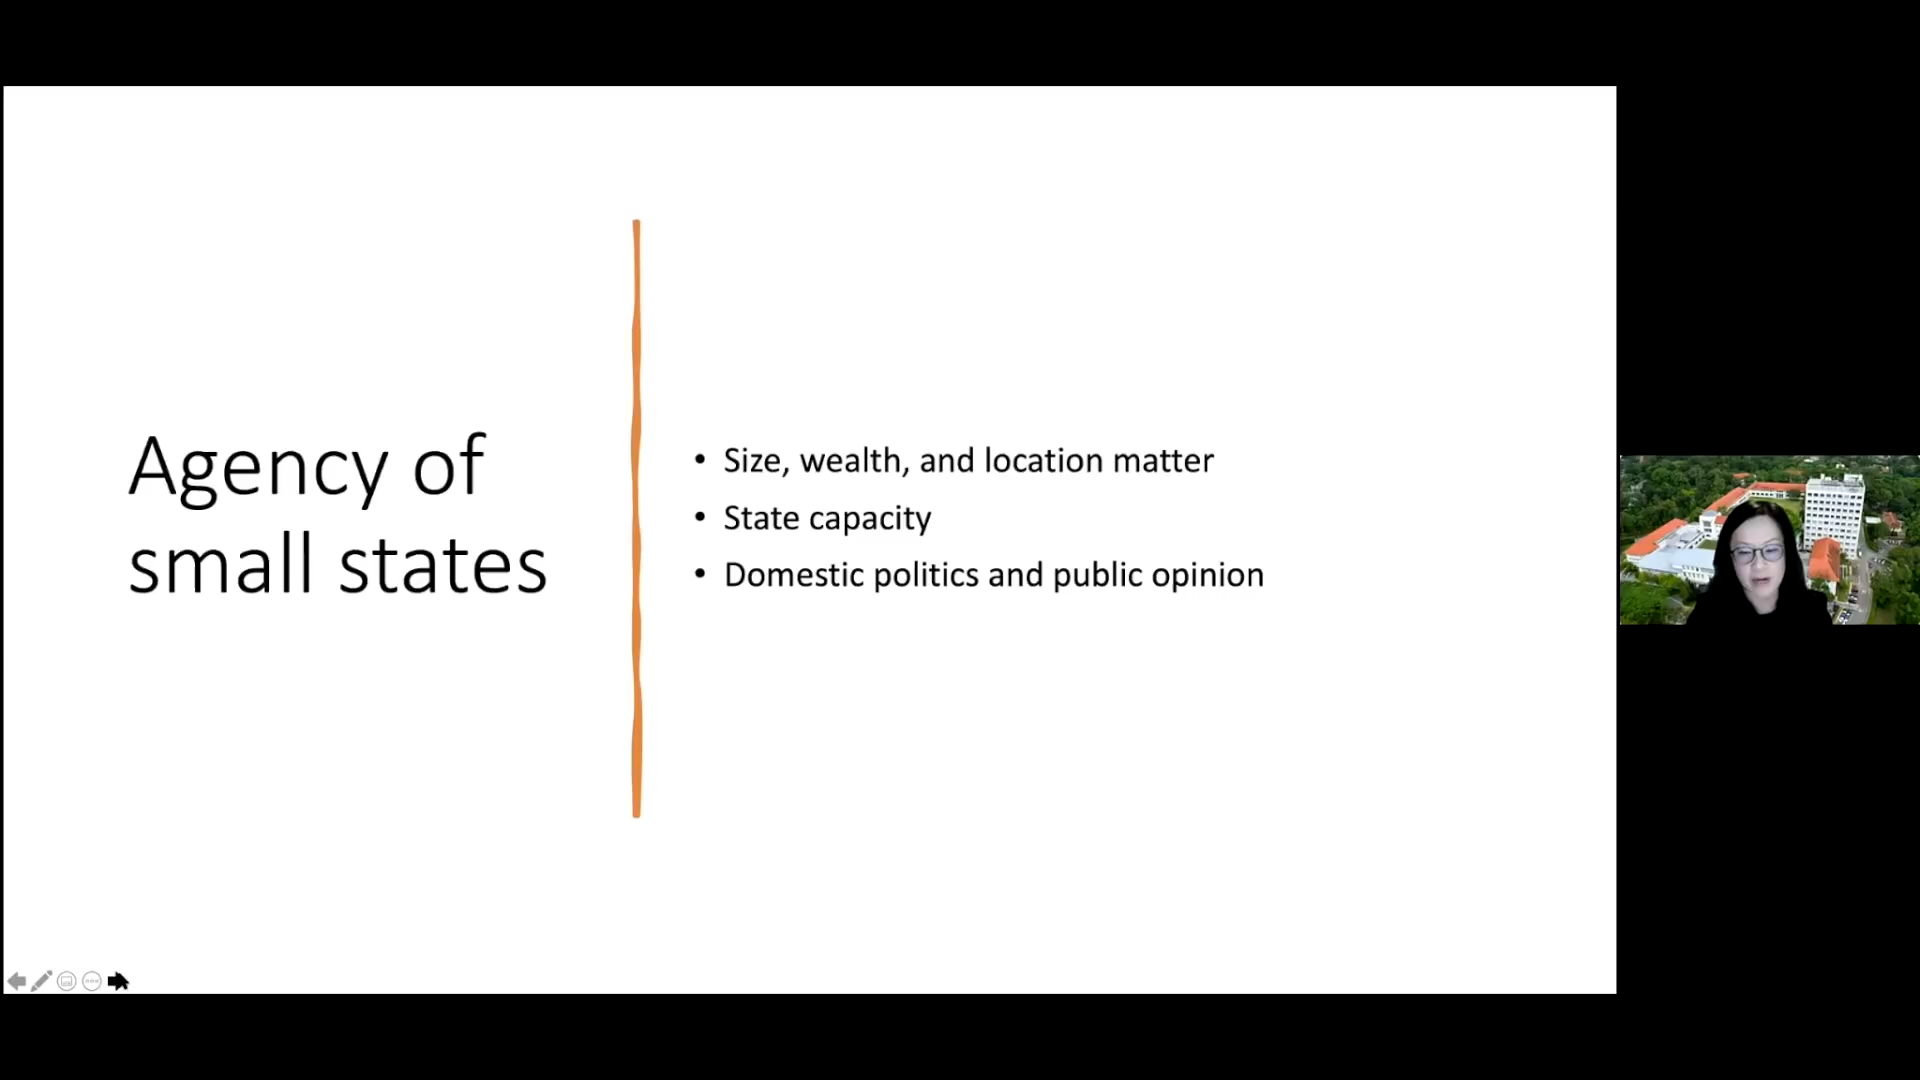 Agency of
small states
• Size, wealth, and location matter
• State capacity
• Domestic politics and public opinion